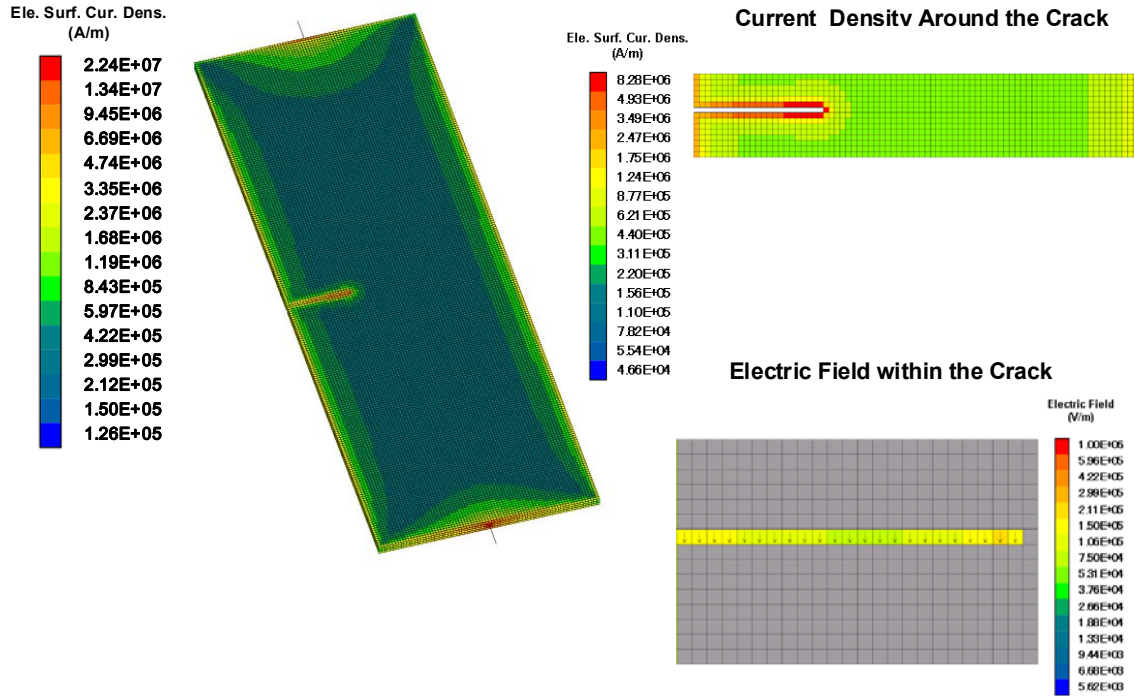 Ele. Surf. Cur. Dens.
(A/m)
2.24E+07
1.34E+07
9.45E+06
6.69E+06
4.74E+06
3.35E+06
2.37E+06
1.68E+06
1.19E+06
8.43E+05
5.97E+05
4.22E+05
2.99E+05
2.12E+05
1.50E+05
1.26E+05
Current Density Around the Crack
Ele. Surf. Cur. Dens.
(A/m)
8.28E+06
4.93E+06
3.49E+06
2.47E+06
1.75E+06
1.24E+06
8.77E+05
6.21E+05
4.40E+05
3.11E+05
2.20E+05
1.56E+05
1.10E+05
7.82E+04
5.54E+04
4.66E+04
Electric Field within the Crack
Electric Field
(V/m)
1.00E+06
5.96E+05
4.22E+05
2.99E+05
2.11E+05
1.50E+05
1.06E+05
7.50E+04
5.31E+04
3.76E+04
2.66E+04
1.88E+04
1.33E+04
9.44E+03
6.68E+03
5.62E+03